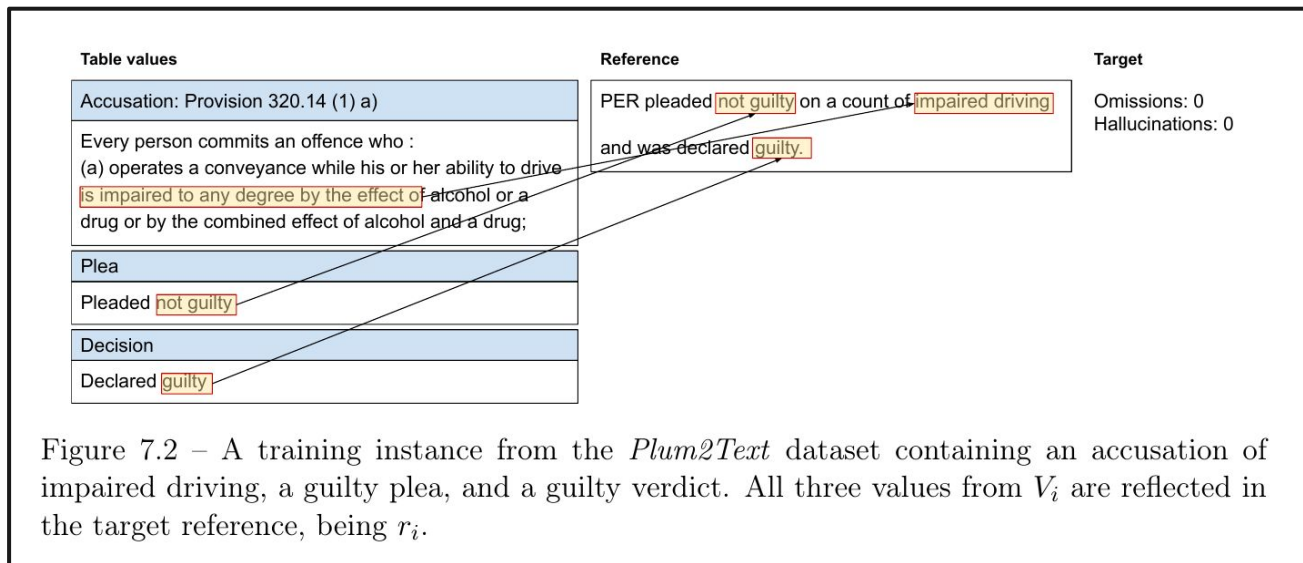 Table values
Accusation: Provision 320.14 (1) a)
Every person commits an offence who :
(a) operates a conveyance while his or her ability to drive
is impaired to any degree by the effect of alcohol or a
drug or by the combined effect of alcohol and a drug;
Plea
Pleaded not guilty
Decision
Declared guilty
Reference
PER pleaded not guilty on a count of impaired driving
and was declared guilty.
Target
Omissions: 0
Hallucinations: 0
Figure 7.2 – A training instance from the Plum2Text dataset containing an accusation of
impaired driving, a guilty plea, and a guilty verdict. All three values from Vᵢ are reflected in
the target reference, being rᵢ.